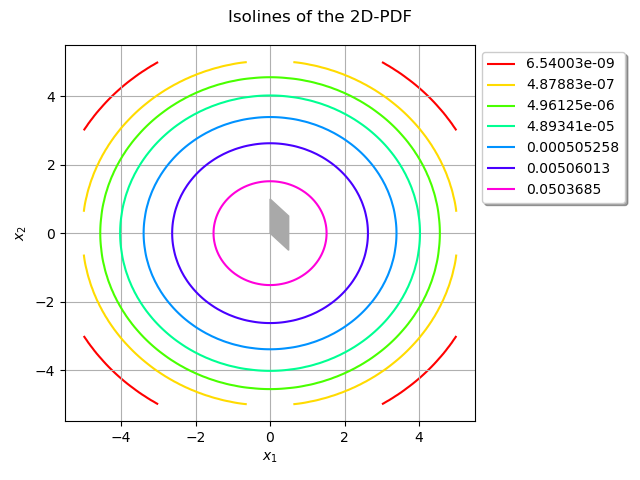 Isolines of the 2D-PDF
6.54003e-09
4.87883e-07
4.96125e-06
4.89341e-05
0.000505258
0.00506013
0.0503685
4
2
0
−2
−4
x₂
−4 −2 0 2 4
x₁